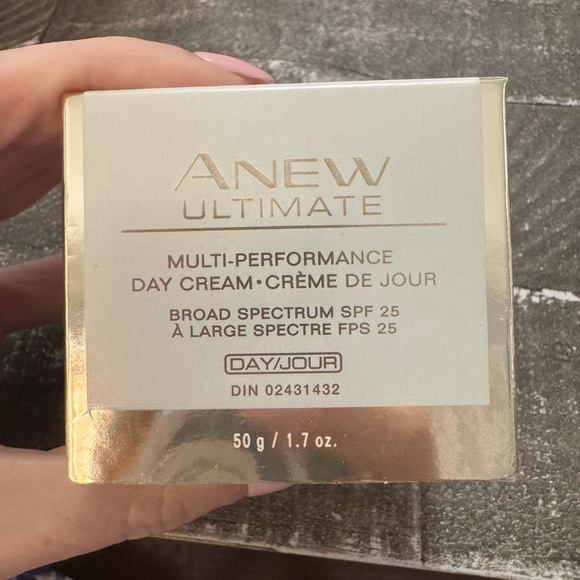 ANEW
ULTIMATE
MULTI-PERFORMANCE
DAY CREAM•CRÈME DE JOUR
BROAD SPECTRUM SPF 25
À LARGE SPECTRE FPS 25
DAY/JOUR
DIN 02431432
50 g / 1.7 oz.